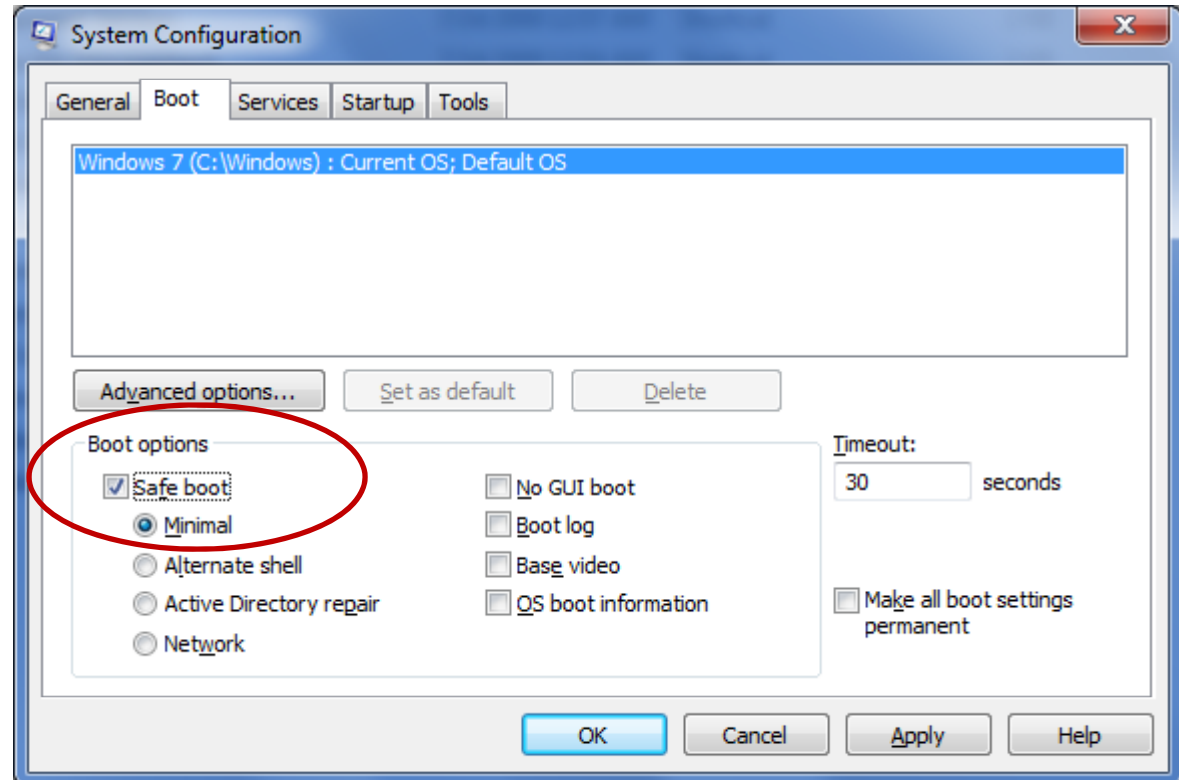 System Configuration
General Boot Services Startup Tools
Windows 7 (C:\Windows) : Current OS; Default OS
Advanced options... Set as default Delete
Boot options Timeout:
Safe boot No GUI boot 30 seconds
Minimal Boot log
Alternate shell Base video
Active Directory repair OS boot information Make all boot settings
permanent
Network
OK Cancel Apply Help